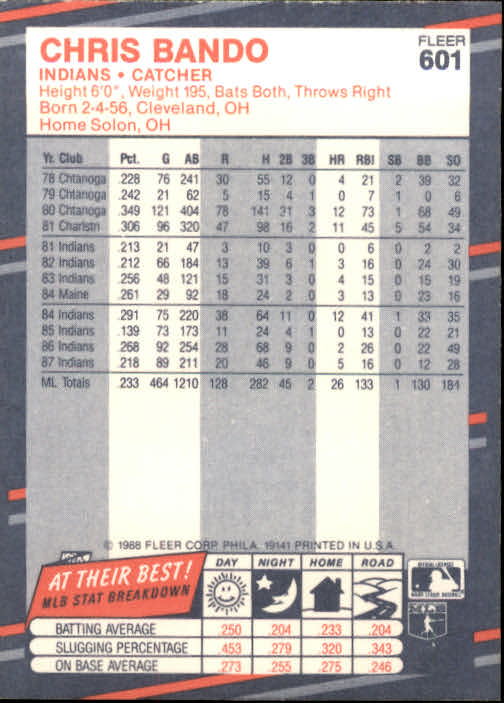 CHRIS BANDO
INDIANS • CATCHER
Height 6'0", Weight 195, Bats Both, Throws Right
Born 2-4-56, Cleveland, OH
Home Solon, OH
FLEER
601
Yr. Club Pct. G AB R H 2B 3B HR RBI SB BB SO
78 Chtanoga .228 76 241 30 55 12 0 4 21 2 39 32
79 Chtanoga .242 21 62 5 15 4 1 0 7 1 0 6
80 Chtanoga .349 121 404 78 141 31 3 12 73 1 68 49
81 Charlstn .306 96 320 47 98 16 2 11 45 5 54 34
81 Indians .213 21 47 3 10 3 0 0 6 0 2 2
82 Indians .212 66 184 13 39 6 1 3 16 0 24 30
83 Indians .256 48 121 15 31 3 0 4 15 0 15 19
84 Maine .261 29 92 18 24 2 0 3 13 0 23 16
84 Indians .291 75 220 38 64 11 0 12 41 1 33 35
85 Indians .139 73 173 11 24 4 1 0 13 0 22 21
86 Indians .268 92 254 28 68 9 0 2 26 0 22 49
87 Indians .218 89 211 20 46 9 0 5 16 0 12 28
ML Totals .233 464 1210 128 282 45 2 26 133 1 130 184
© 1988 FLEER CORP. PHILA. 19141 PRINTED IN U.S.A.
AT THEIR BEST!
MLB STAT BREAKDOWN
DAY NIGHT HOME ROAD
BATTING AVERAGE .250 .204 .233 .204
SLUGGING PERCENTAGE .453 .279 .320 .343
ON BASE AVERAGE .273 .255 .275 .246